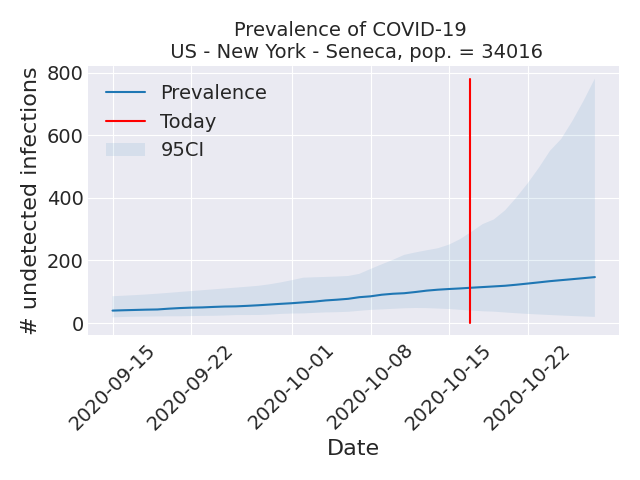 Prevalence of COVID-19
US - New York - Seneca, pop. = 34016
# undetected infections
800
600
400
200
0
Prevalence
Today
95CI
2020-09-15
2020-09-22
2020-10-01
2020-10-08
2020-10-15
2020-10-22
Date